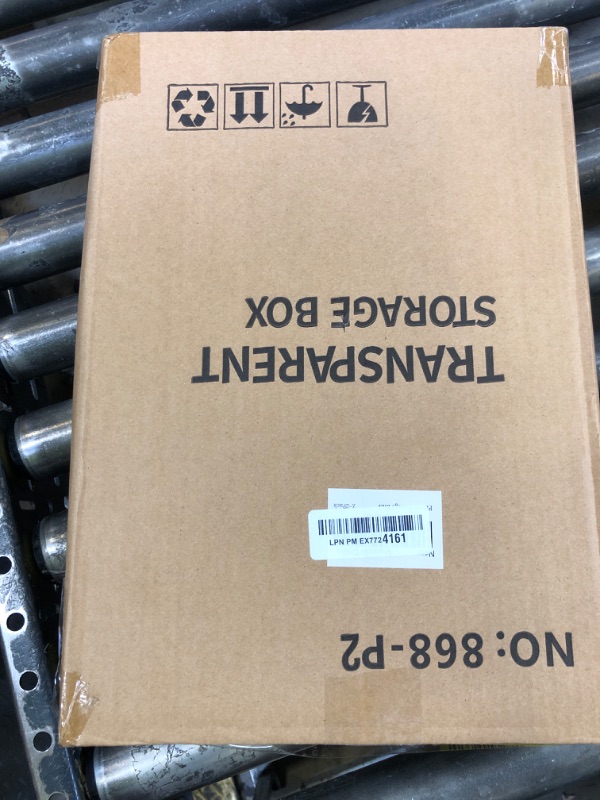 NO: 868-P2
TRANSPARENT
STORAGE BOX
LPN PM EX7724161